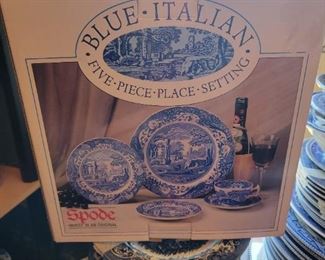 BLUE · ITALIAN
· FIVE · PIECE · PLACE · SETTING ·
Spode